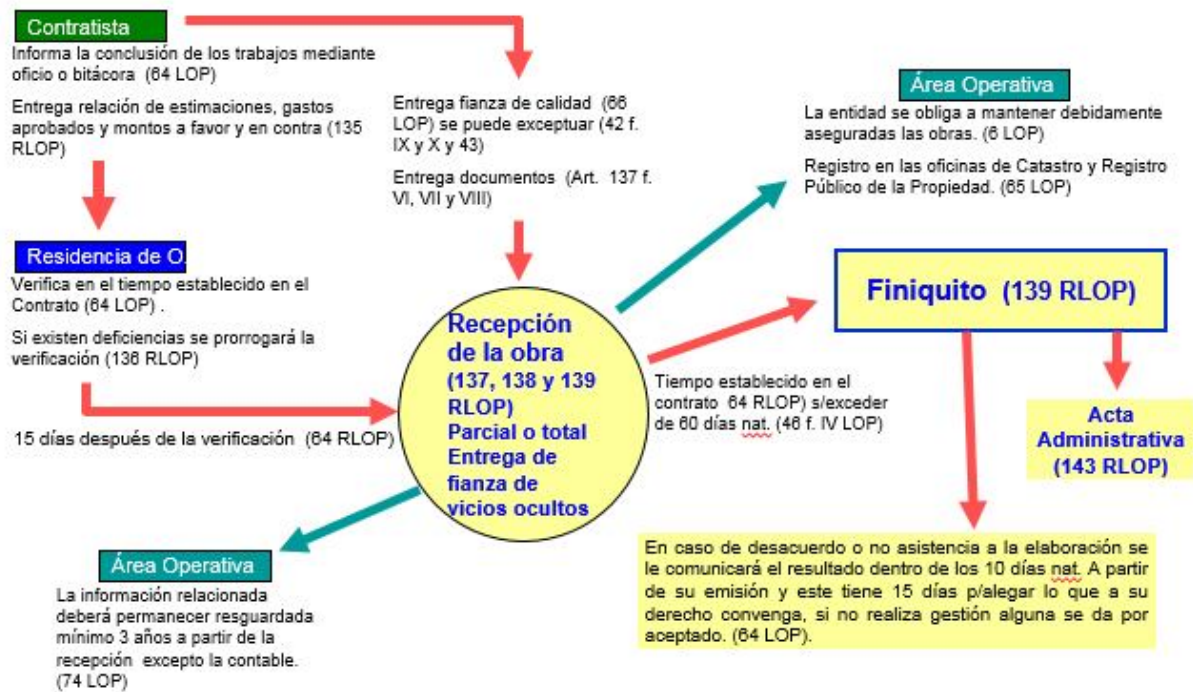 Contratista
Informa la conclusión de los trabajos mediante
oficio o bitácora (64 LOP)
Entrega relación de estimaciones, gastos
aprobados y montos a favor y en contra (135
RLOP)
Entrega fianza de calidad (66
LOP) se puede exceptuar (42 f.
IX y X y 43)
Entrega documentos (Art. 137 f.
VI, VII y VIII)
Área Operativa
La entidad se obliga a mantener debidamente
aseguradas las obras. (6 LOP)
Registro en las oficinas de Catastro y Registro
Público de la Propiedad. (65 LOP)
Residencia de O.
Verifica en el tiempo establecido en el
Contrato (64 LOP) .
Si existen deficiencias se prorrogará la
verificación (136 RLOP)
15 días después de la verificación (64 RLOP)
Recepción
de la obra
(137, 138 y 139
RLOP)
Parcial o total
Entrega de
fianza de
vicios ocultos
Tiempo establecido en el
contrato 64 RLOP) s/exceder
de 60 días nat. (46 f. IV LOP)
Finiquito (139 RLOP)
Acta
Administrativa
(143 RLOP)
En caso de desacuerdo o no asistencia a la elaboración se
le comunicará el resultado dentro de los 10 días nat. A partir
de su emisión y este tiene 15 días p/alegar lo que a su
derecho convenga, si no realiza gestión alguna se da por
aceptado. (64 LOP).
Área Operativa
La información relacionada
deberá permanecer resguardada
mínimo 3 años a partir de la
recepción excepto la contable.
(74 LOP)